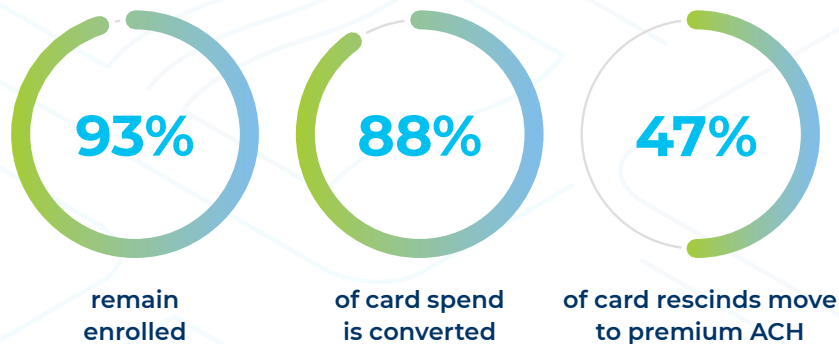 93%
remain
enrolled
88%
of card spend
is converted
47%
of card rescinds move
to premium ACH